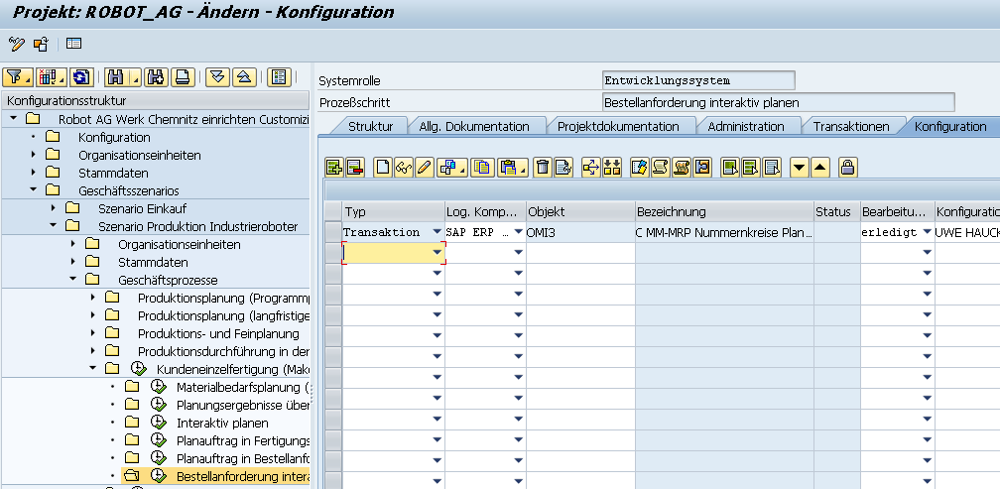 Projekt: ROBOT_AG - Ändern - Konfiguration
Systemrolle
Entwicklungssystem
Prozeßschritt
Bestellanforderung interaktiv planen
Struktur
Allg. Dokumentation
Projektdokumentation
Administration
Transaktionen
Konfiguration
Konfigurationsstruktur
Robot AG Werk Chemnitz einrichten Customizi
Konfiguration
Organisationseinheiten
Stammdaten
Geschäftsszenarios
Szenario Einkauf
Szenario Produktion Industrieroboter
Organisationseinheiten
Stammdaten
Geschäftsprozesse
Produktionsplanung (Programmp
Produktionsplanung (langfristige
Produktions- und Feinplanung
Produktionsdurchführung in der
Kundeneinzelfertigung (Mak
Materialbedarfsplanung (
Planungsergebnisse über
Interaktiv planen
Planauftrag in Fertigungs
Planauftrag in Bestellanfo
Bestellanforderung intera
Typ
Log. Komp...
Objekt
Bezeichnung
Status
Bearbeitu...
Konfiguratio
Transaktion
SAP ERP ...
OMI3
C MM-MRP Nummernkreise Plan...
erledigt
UWE HAUCK